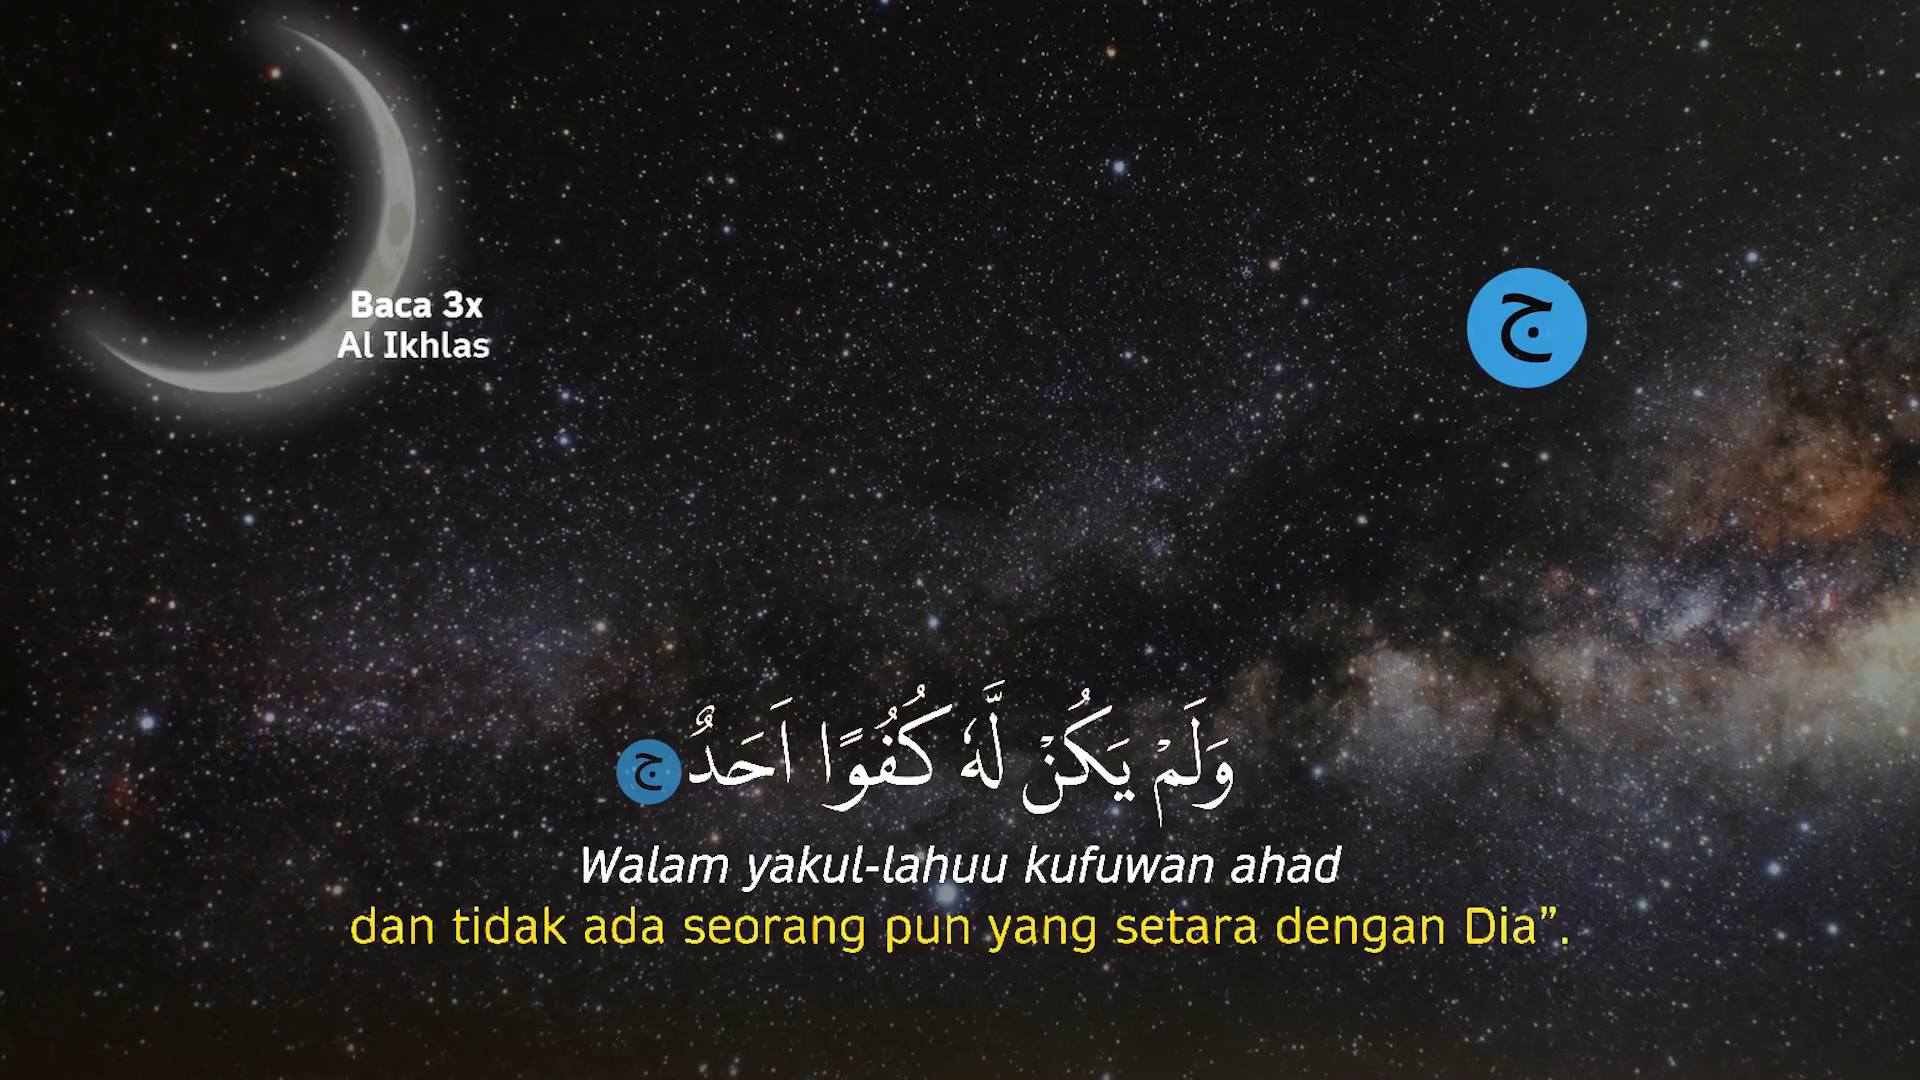 Baca 3x
Al Ikhlas
ج
وَلَمْ يَكُنْ لَّهٗ كُفُوًا اَحَدٌ ج
Walam yakul-lahuu kufuwan ahad
dan tidak ada seorang pun yang setara dengan Dia”.